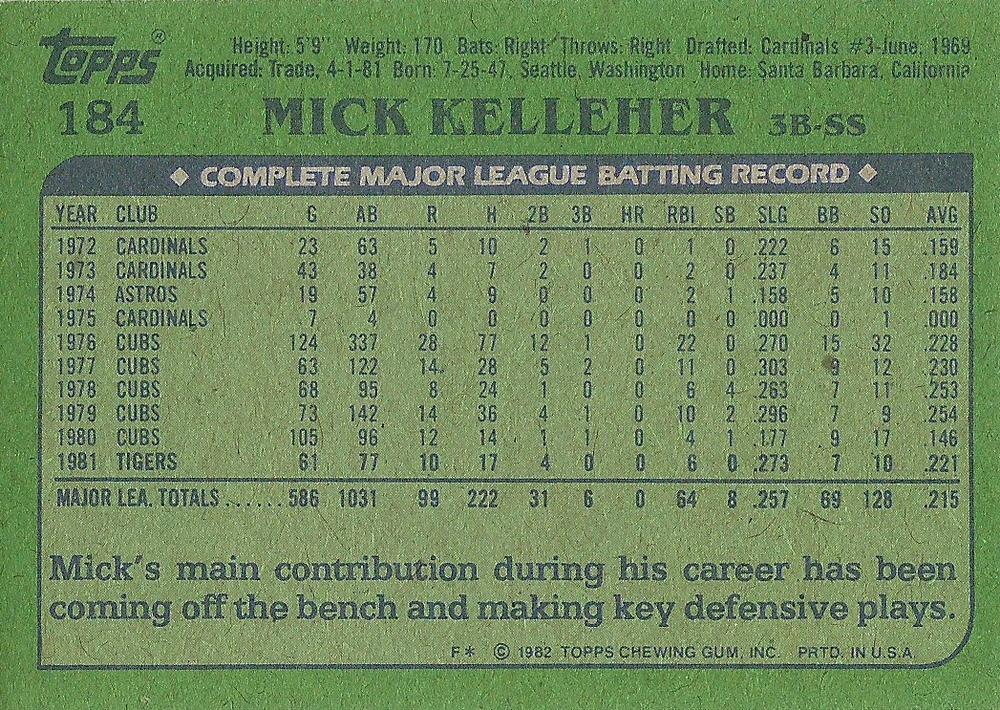 Topps® Height: 5'9" Weight: 170 Bats: Right Throws: Right Drafted: Cardinals #3-June, 1969
Acquired: Trade, 4-1-81 Born: 7-25-47, Seattle, Washington Home: Santa Barbara, California
184 MICK KELLEHER 3B-SS
◆ COMPLETE MAJOR LEAGUE BATTING RECORD ◆
YEAR CLUB G AB R H 2B 3B HR RBI SB SLG BB SO AVG
1972 CARDINALS 23 63 5 10 2 1 0 1 0 .222 6 15 .159
1973 CARDINALS 43 38 4 7 2 0 0 2 0 .237 4 11 .184
1974 ASTROS 19 57 4 9 0 0 0 2 1 .158 5 10 .158
1975 CARDINALS 7 4 0 0 0 0 0 0 0 .000 0 1 .000
1976 CUBS 124 337 28 77 12 1 0 22 0 .270 15 32 .228
1977 CUBS 63 122 14 28 5 2 0 11 0 .303 9 12 .230
1978 CUBS 68 95 8 24 1 0 0 6 4 .263 7 11 .253
1979 CUBS 73 142 14 36 4 1 0 10 2 .296 7 9 .254
1980 CUBS 105 96 12 14 1 1 0 4 1 .177 9 17 .146
1981 TIGERS 61 77 10 17 4 0 0 6 0 .273 7 10 .221
MAJOR LEA. TOTALS ...... 586 1031 99 222 31 6 0 64 8 .257 69 128 .215
Mick's main contribution during his career has been
coming off the bench and making key defensive plays.
F* © 1982 TOPPS CHEWING GUM, INC. PRTD. IN U.S.A.